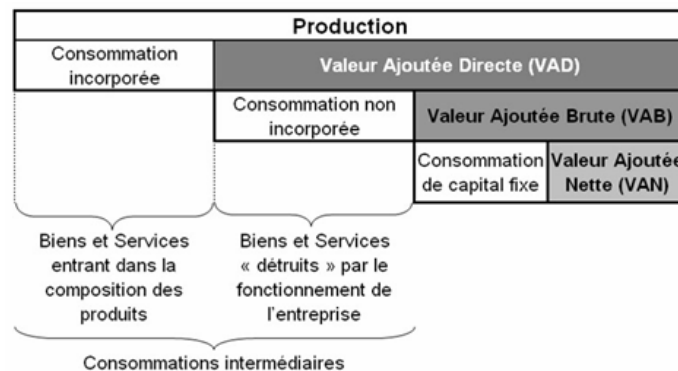 Production
Consommation
incorporée
Valeur Ajoutée Directe (VAD)
Consommation non
incorporée
Valeur Ajoutée Brute (VAB)
Consommation
de capital fixe
Valeur Ajoutée
Nette (VAN)
Biens et Services
entrant dans la
composition des
produits
Biens et Services
« détruits » par le
fonctionnement de
l'entreprise
Consommations intermédiaires